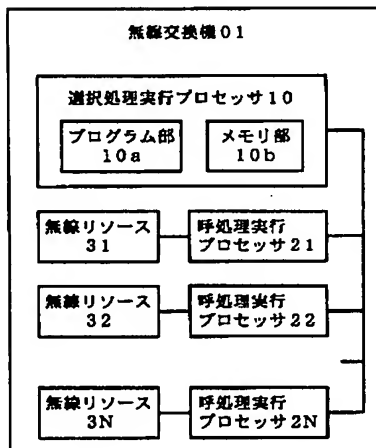 無線交換機01
選択処理実行プロセッサ10
プログラム部
10a
メモリ部
10b
無線リソース
31
呼処理実行
プロセッサ21
無線リソース
32
呼処理実行
プロセッサ22
無線リソース
3N
呼処理実行
プロセッサ2N